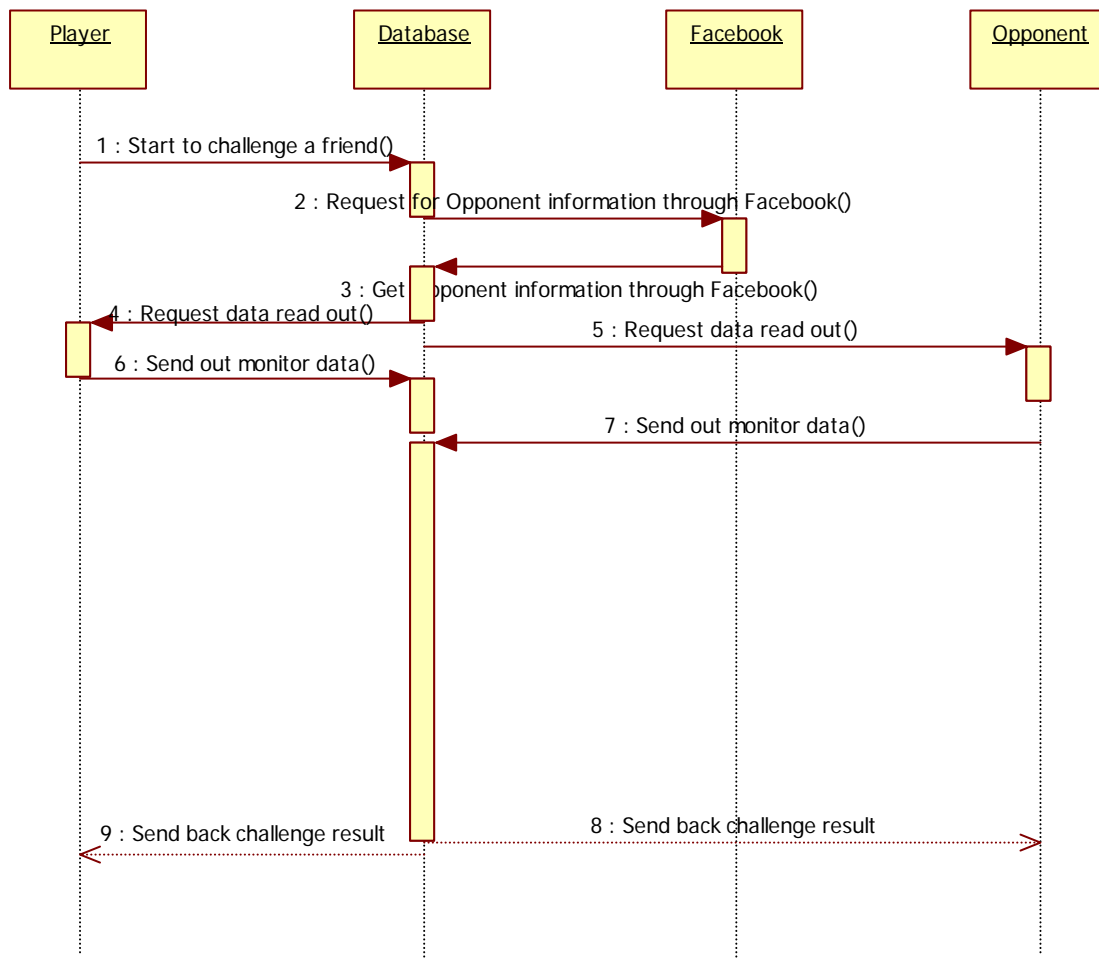 Player
Database
Facebook
Opponent
1 : Start to challenge a friend()
2 : Request for Opponent information through Facebook()
3 : Get Opponent information through Facebook()
4 : Request data read out()
5 : Request data read out()
6 : Send out monitor data()
7 : Send out monitor data()
8 : Send back challenge result
9 : Send back challenge result